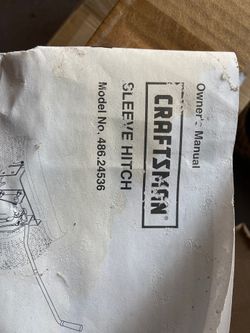 Owner's Manual
CRAFTSMAN
SLEEVE HITCH
Model No. 486.24536